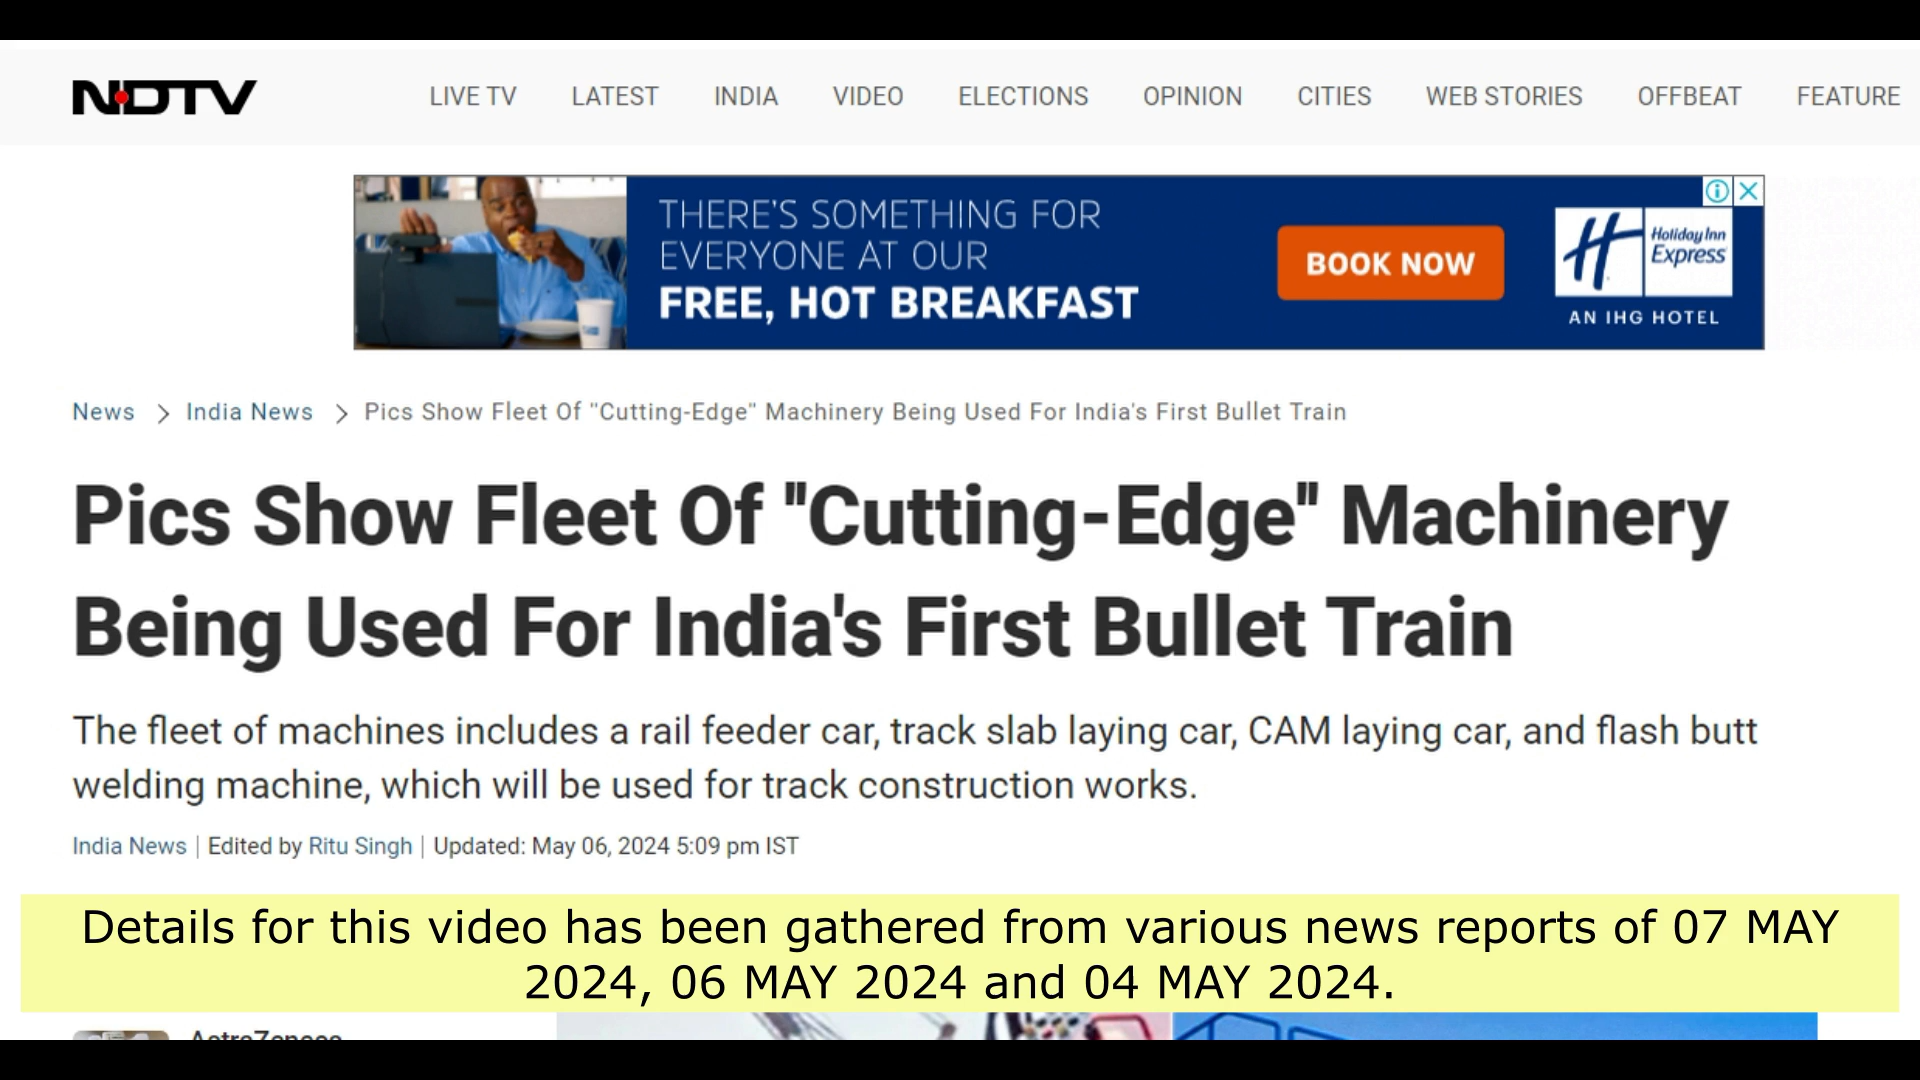 NDTV
LIVE TV LATEST INDIA VIDEO ELECTIONS OPINION CITIES WEB STORIES OFFBEAT FEATURE
THERE'S SOMETHING FOR
EVERYONE AT OUR
FREE, HOT BREAKFAST
BOOK NOW
H
Holiday Inn
Express
AN IHG HOTEL
News > India News > Pics Show Fleet Of "Cutting-Edge" Machinery Being Used For India's First Bullet Train
Pics Show Fleet Of "Cutting-Edge" Machinery
Being Used For India's First Bullet Train
The fleet of machines includes a rail feeder car, track slab laying car, CAM laying car, and flash butt
welding machine, which will be used for track construction works.
India News | Edited by Ritu Singh | Updated: May 06, 2024 5:09 pm IST
Details for this video has been gathered from various news reports of 07 MAY
2024, 06 MAY 2024 and 04 MAY 2024.